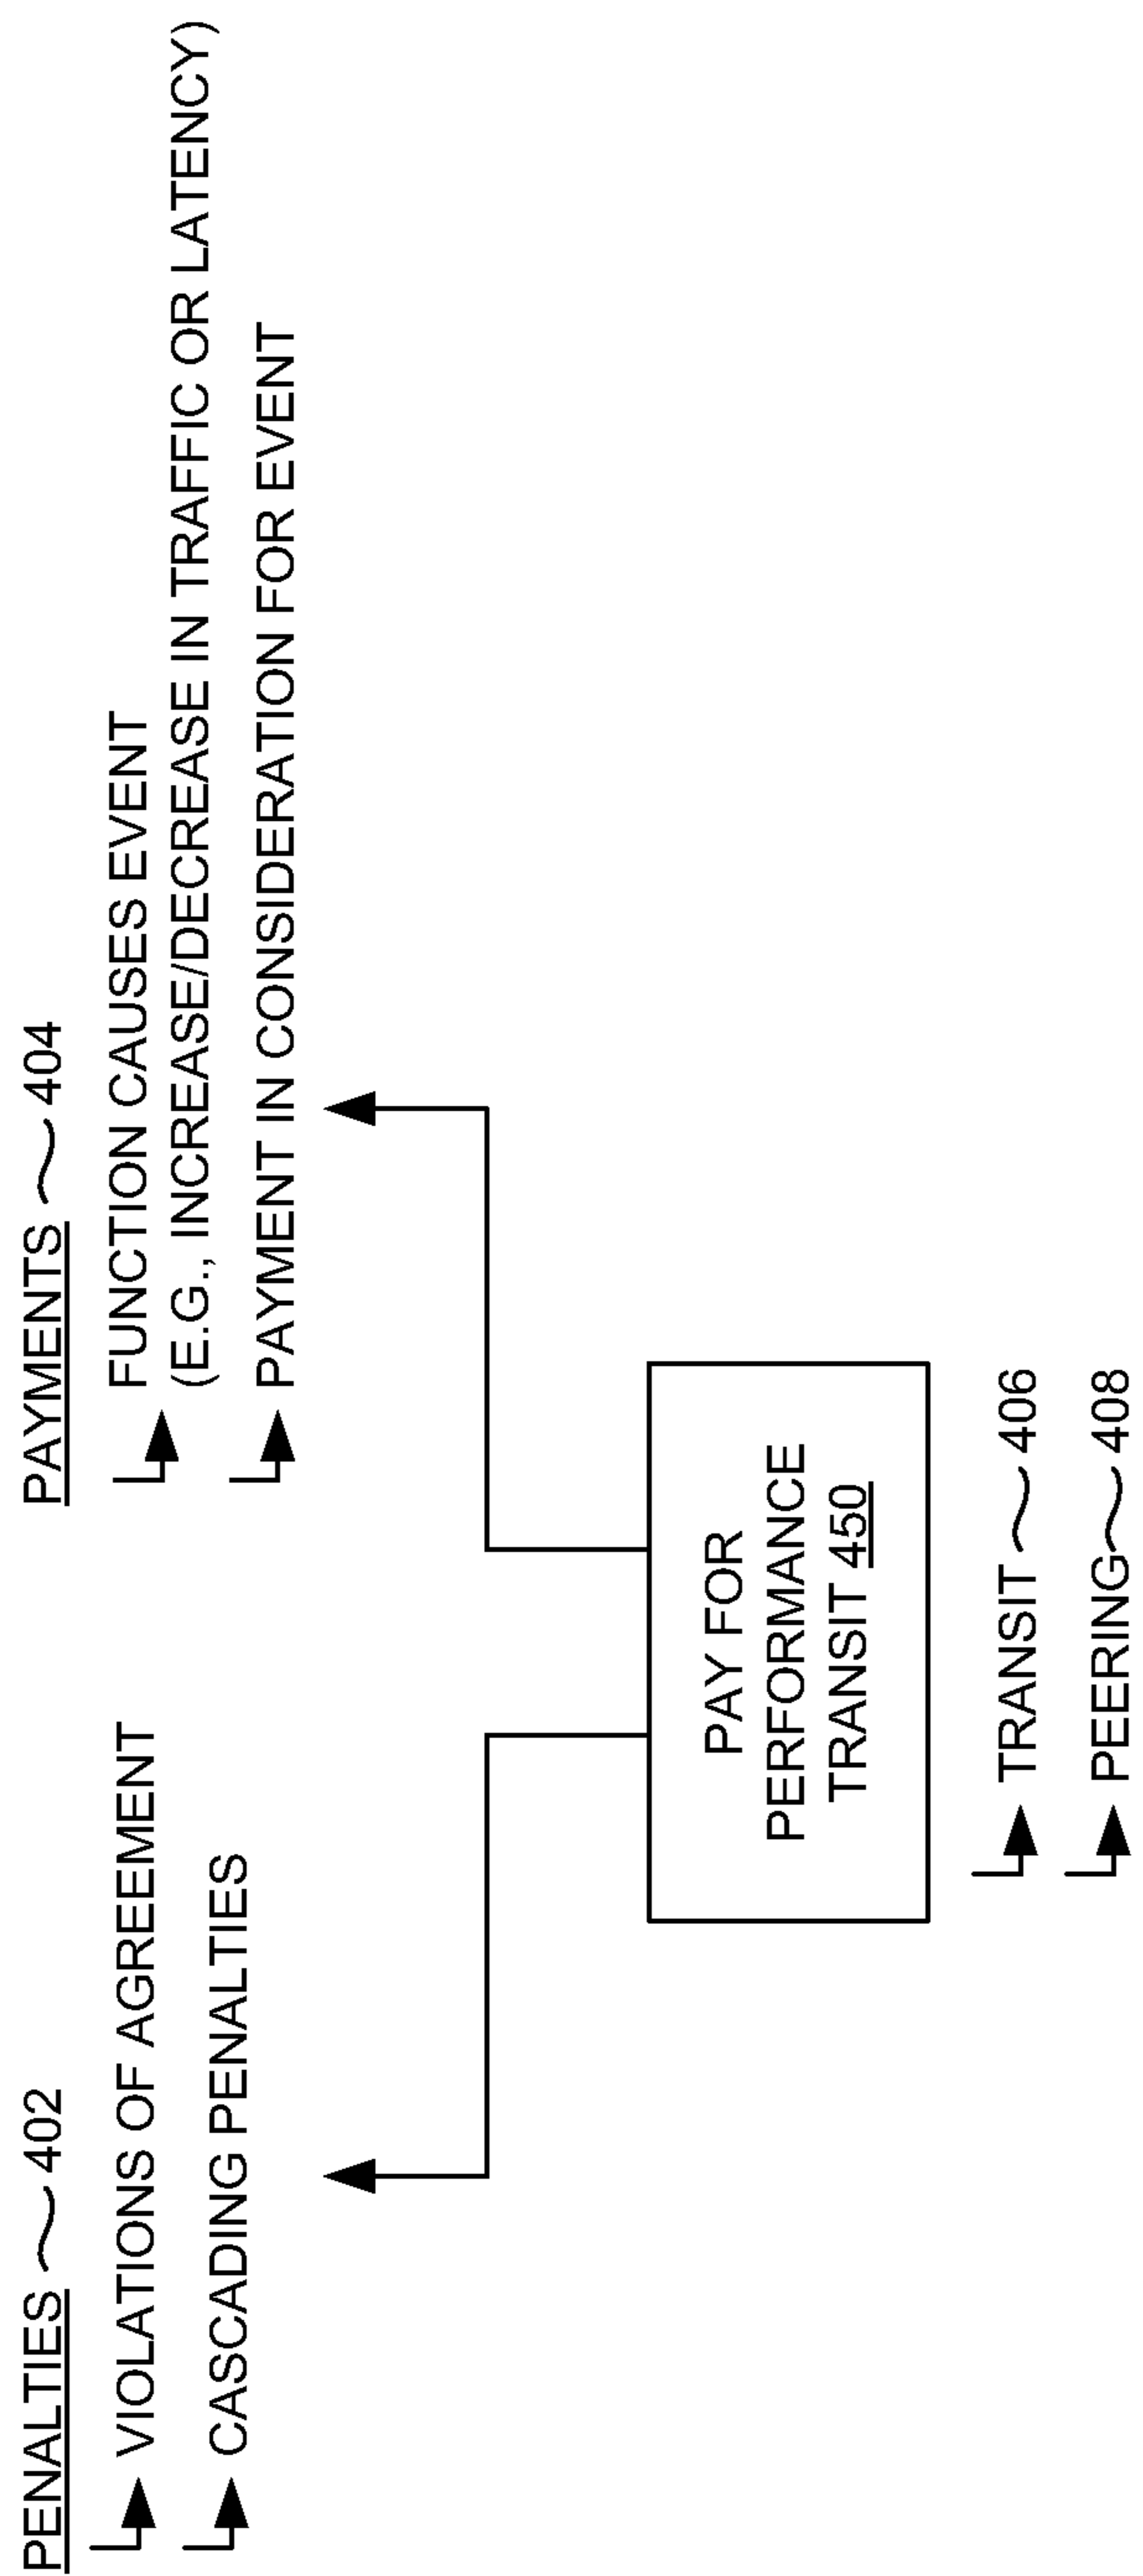 PENALTIES ~ 402
VIOLATIONS OF AGREEMENT
CASCADING PENALTIES
PAYMENTS ~ 404
FUNCTION CAUSES EVENT
(E.G., INCREASE/DECREASE IN TRAFFIC OR LATENCY)
PAYMENT IN CONSIDERATION FOR EVENT
PAY FOR
PERFORMANCE
TRANSIT 450
TRANSIT ~ 406
PEERING ~ 408